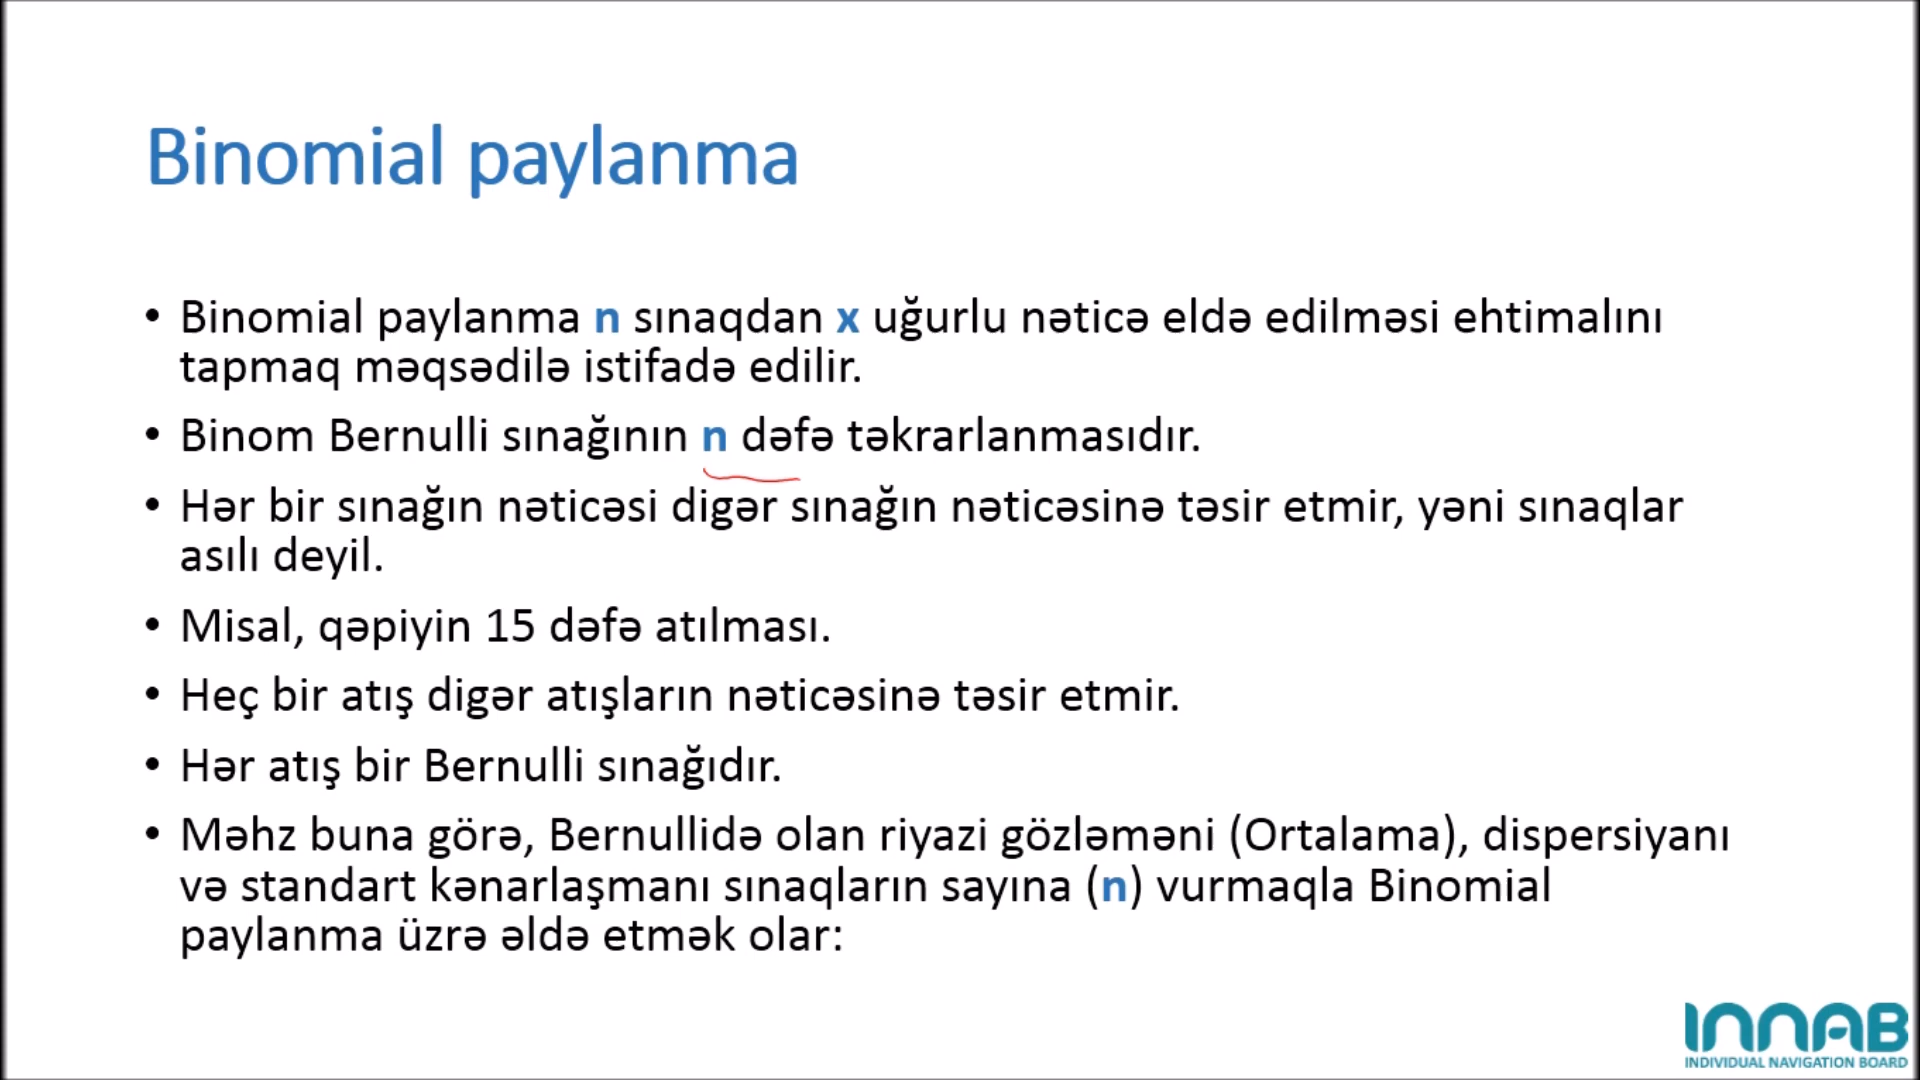 Binomial paylanma
• Binomial paylanma n sınaqdan x uğurlu nəticə eldə edilməsi ehtimalını
tapmaq məqsədilə istifadə edilir.
• Binom Bernulli sınağının n dəfə təkrarlanmasıdır.
• Hər bir sınağın nəticəsi digər sınağın nəticəsinə təsir etmir, yəni sınaqlar
asılı deyil.
• Misal, qəpiyin 15 dəfə atılması.
• Heç bir atış digər atışların nəticəsinə təsir etmir.
• Hər atış bir Bernulli sınağıdır.
• Məhz buna görə, Bernullidə olan riyazi gözləməni (Ortalama), dispersiyanı
və standart kənarlaşmanı sınaqların sayına (n) vurmaqla Binomial
paylanma üzrə əldə etmək olar:
INNAB
INDIVIDUAL NAVIGATION BOARD